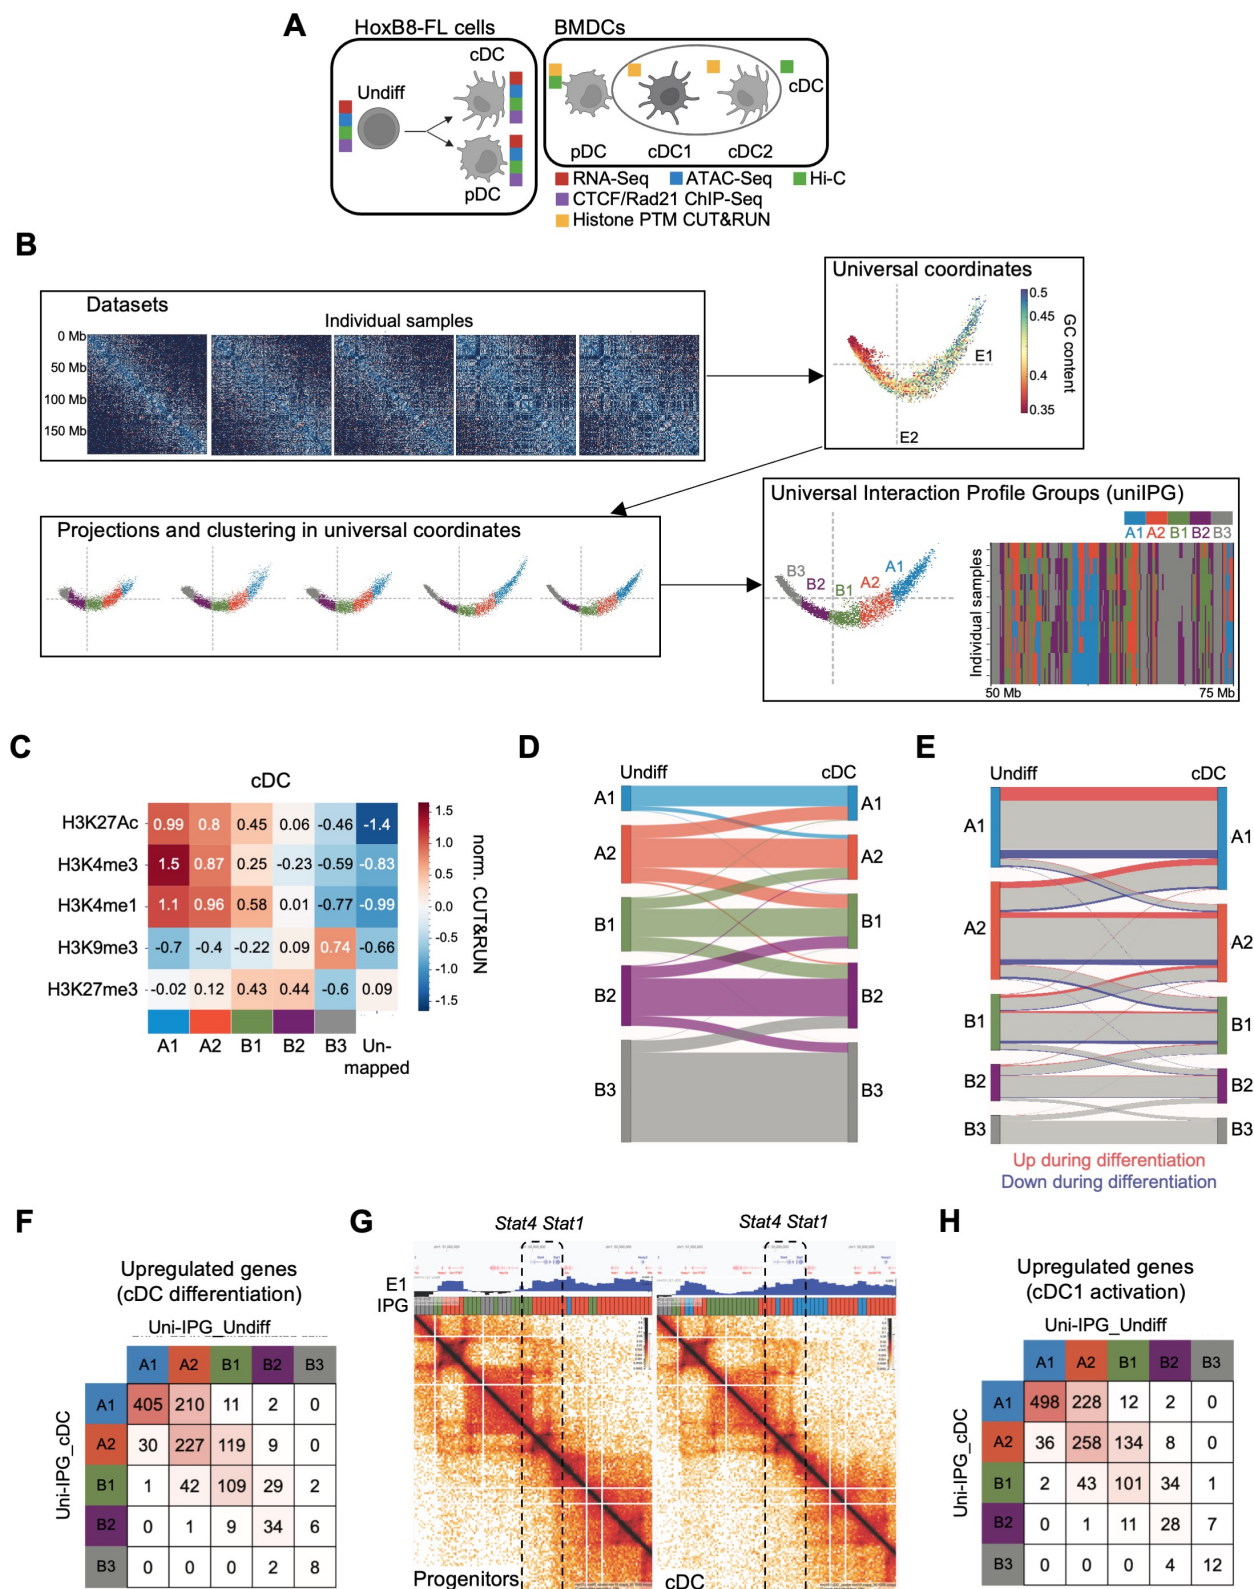 A
HoxB8-FL cells
BMDCs
cDC
Undiff
pDC
cDC
pDC cDC1 cDC2
RNA-Seq ATAC-Seq Hi-C
CTCF/Rad21 ChIP-Seq
Histone PTM CUT&RUN
B
Datasets
Individual samples
0 Mb
50 Mb
100 Mb
150 Mb
Universal coordinates
E1
E2
0.5
0.45
0.4
0.35
GC content
Projections and clustering in universal coordinates
Universal Interaction Profile Groups (uniIPG)
B3
B2
B1
A2
A1
A1 A2 B1 B2 B3
Individual samples
50 Mb 75 Mb
C
cDC
H3K27Ac 0.99 0.8 0.45 0.06 -0.46 -1.4
H3K4me3 1.5 0.87 0.25 -0.23 -0.59 -0.83
H3K4me1 1.1 0.96 0.58 0.01 -0.77 -0.99
H3K9me3 -0.7 -0.4 -0.22 0.09 0.74 -0.66
H3K27me3 -0.02 0.12 0.43 0.44 -0.6 0.09
A1 A2 B1 B2 B3 Un-
mapped
1.5
1.0
0.5
0.0
-0.5
-1.0
-1.5
norm. CUT&RUN
D
Undiff cDC
A1 A1
A2 A2
B1 B1
B2 B2
B3 B3
E
Undiff cDC
A1 A1
A2 A2
B1 B1
B2 B2
B3 B3
Up during differentiation
Down during differentiation
F
Upregulated genes
(cDC differentiation)
Uni-IPG_Undiff
A1 A2 B1 B2 B3
Uni-IPG_cDC
A1 405 210 11 2 0
A2 30 227 119 9 0
B1 1 42 109 29 2
B2 0 1 9 34 6
B3 0 0 0 2 8
G
Stat4 Stat1
Stat4 Stat1
E1
IPG
Progenitors
cDC
H
Upregulated genes
(cDC1 activation)
Uni-IPG_Undiff
A1 A2 B1 B2 B3
Uni-IPG_cDC
A1 498 228 12 2 0
A2 36 258 134 8 0
B1 2 43 101 34 1
B2 0 1 11 28 7
B3 0 0 0 4 12